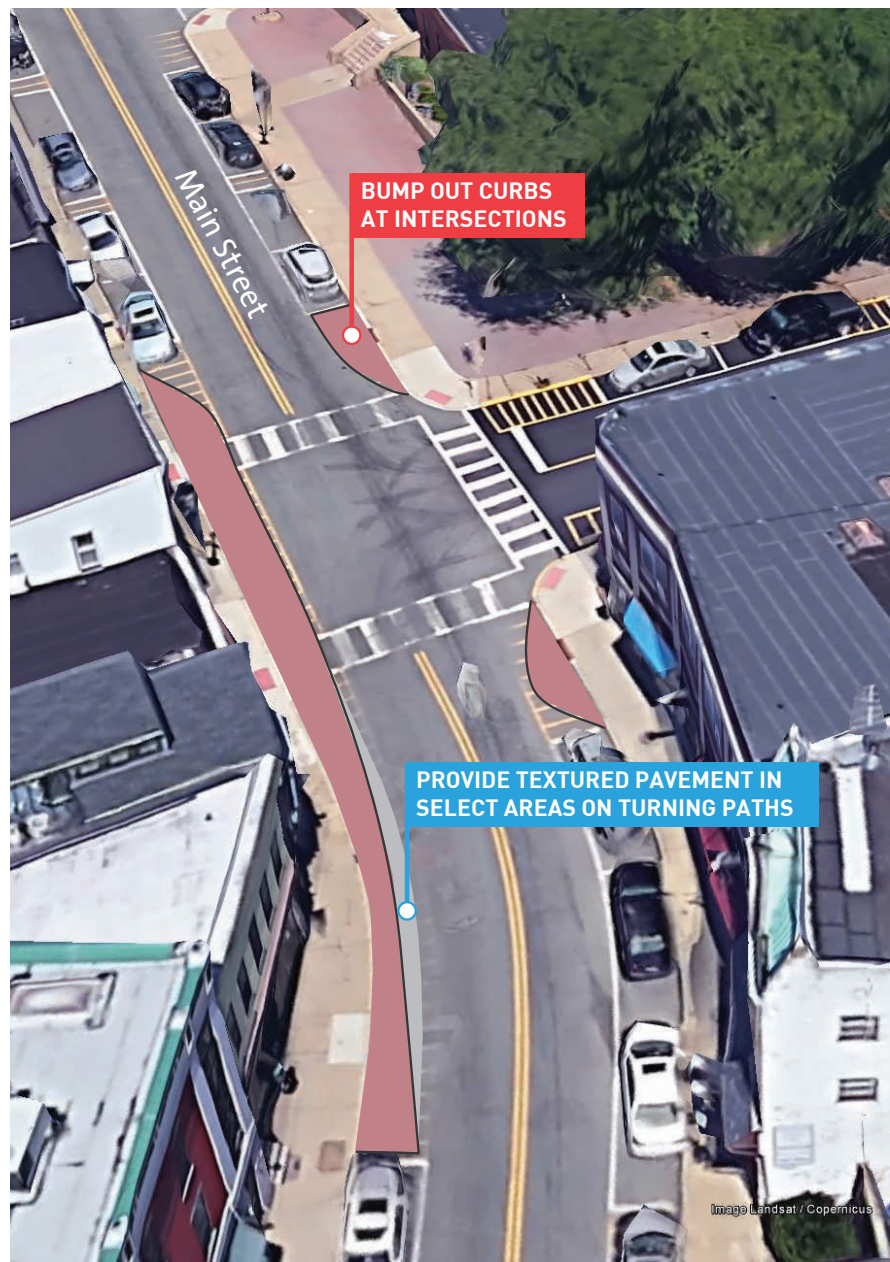 Main Street
BUMP OUT CURBS
AT INTERSECTIONS
PROVIDE TEXTURED PAVEMENT IN
SELECT AREAS ON TURNING PATHS
Image Landsat / Copernicus